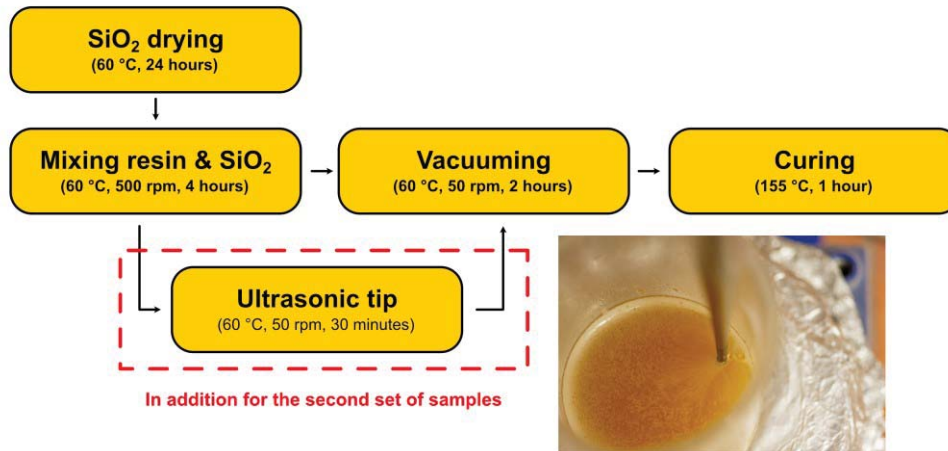 SiO₂ drying
(60 °C, 24 hours)
Mixing resin & SiO₂
(60 °C, 500 rpm, 4 hours)
Vacuuming
(60 °C, 50 rpm, 2 hours)
Curing
(155 °C, 1 hour)
Ultrasonic tip
(60 °C, 50 rpm, 30 minutes)
In addition for the second set of samples